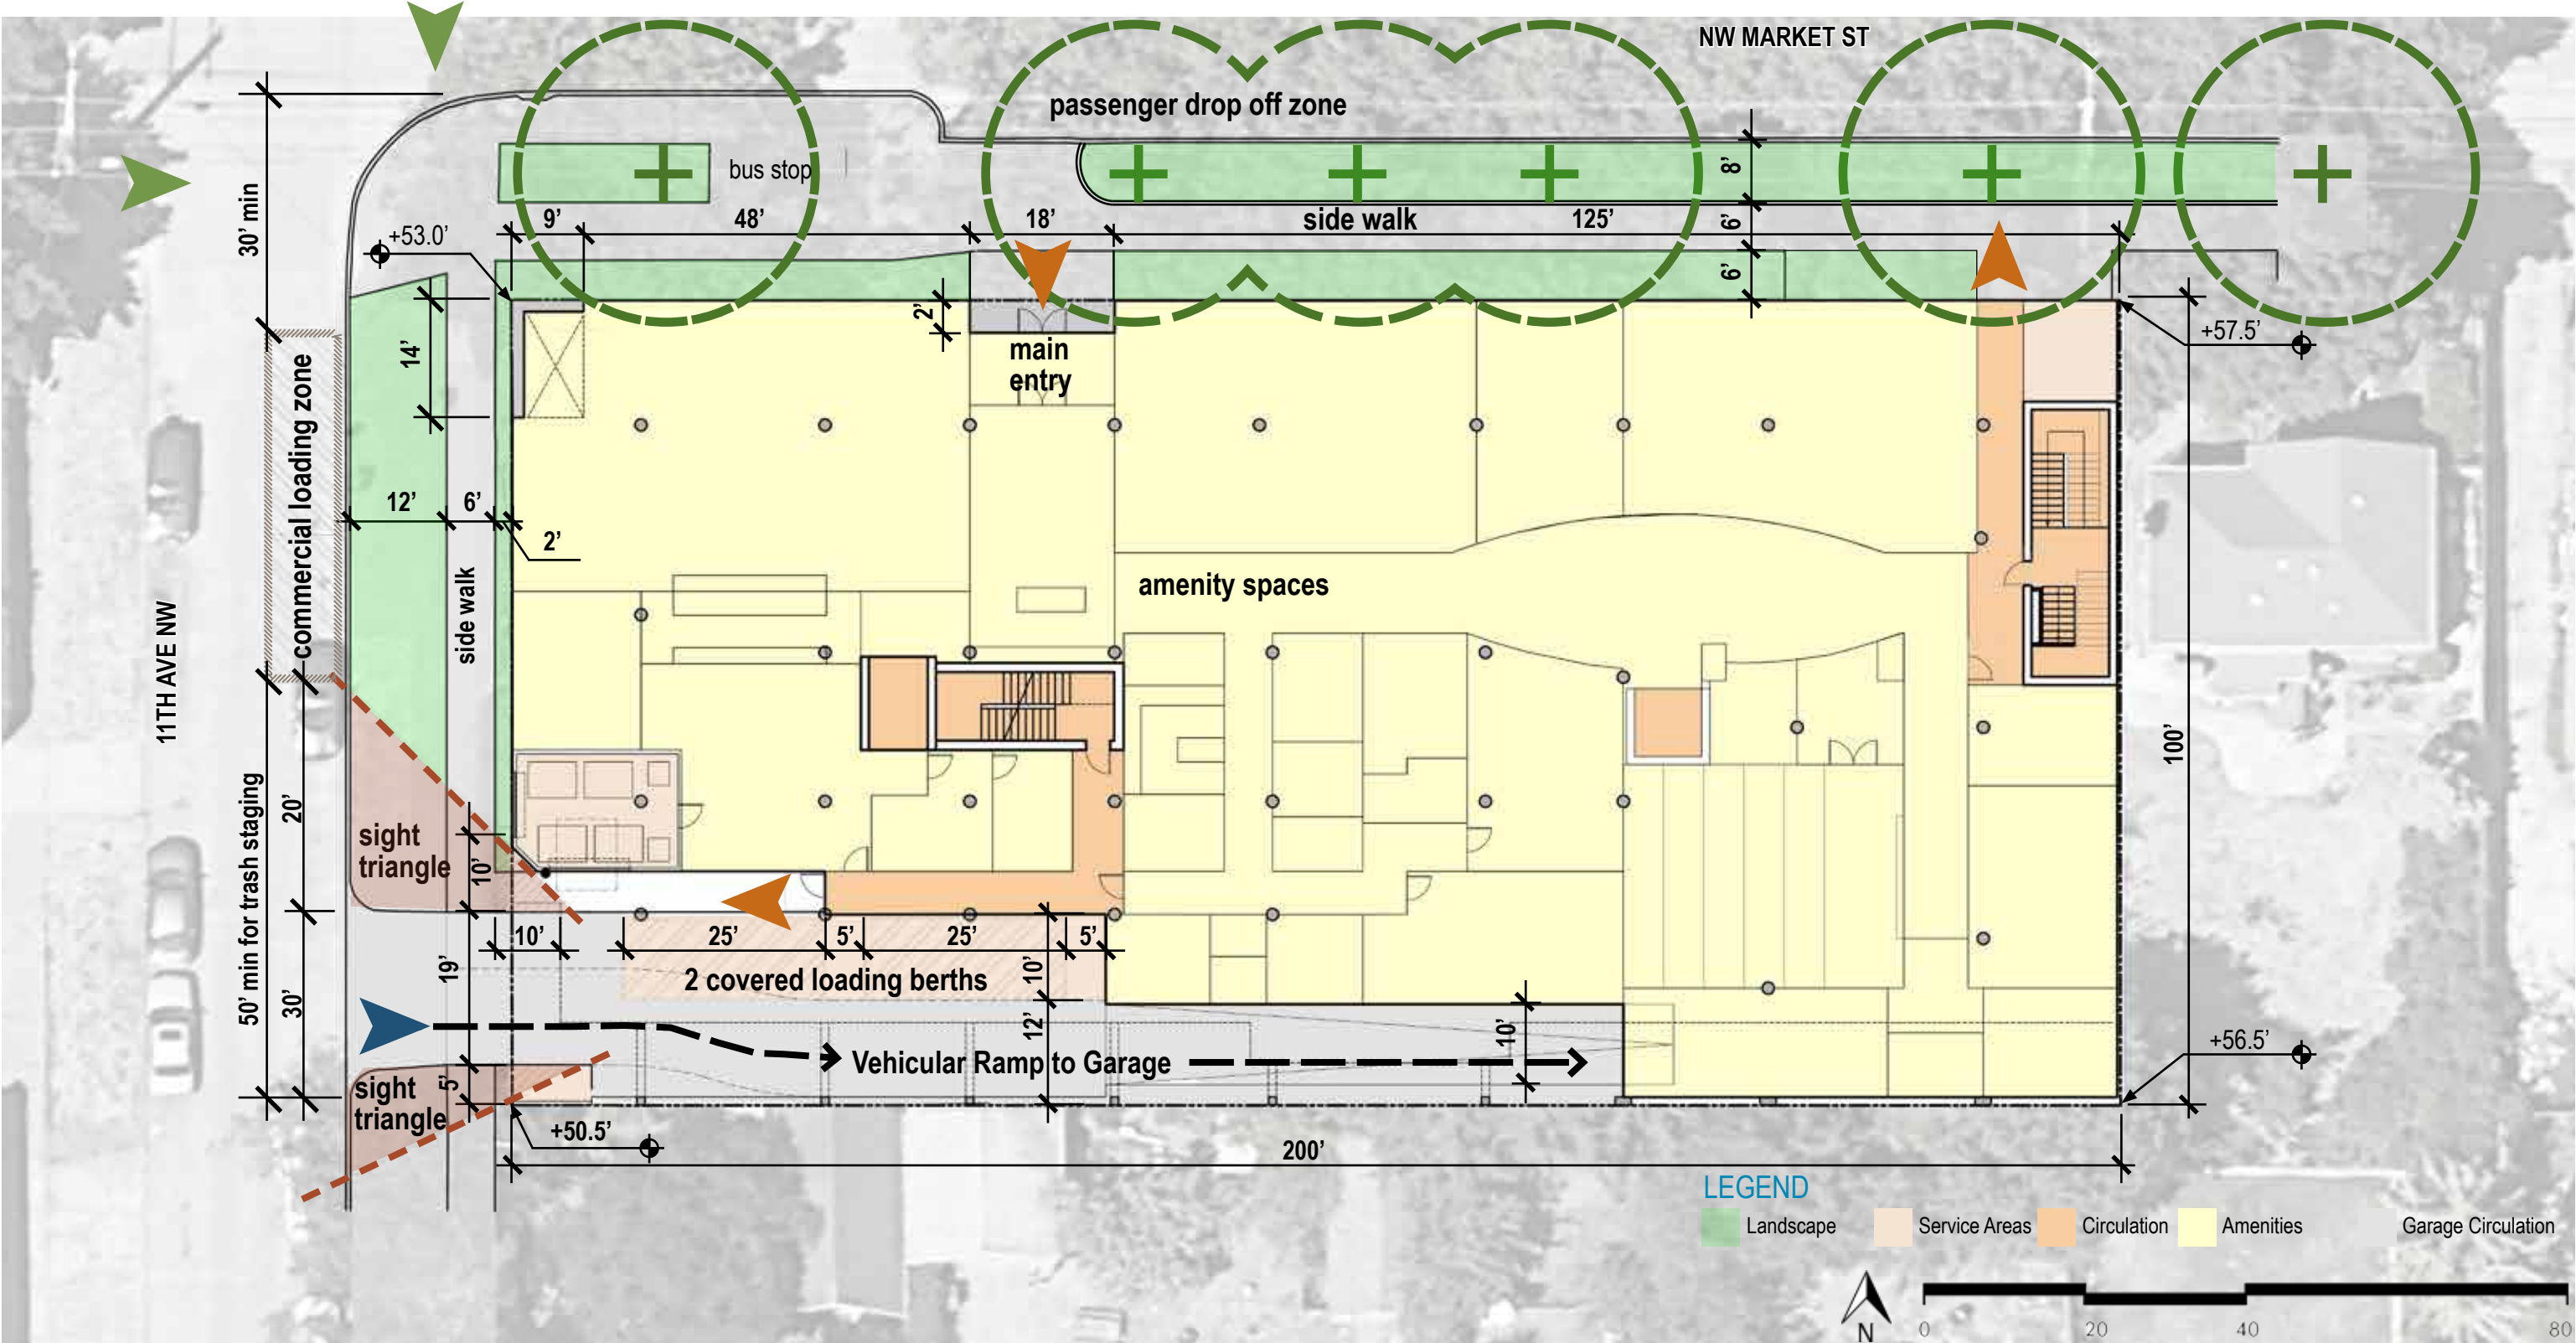 NW MARKET ST
passenger drop off zone
bus stop
8’
30’ min
9’
48’
18’
side walk
125’
6’
+53.0’
6’
2’
+57.5’
14’
main
entry
commercial loading zone
12’
6’
2’
amenity spaces
side walk
11TH AVE NW
100’
50’ min for trash staging
20’
sight
triangle
10’
10’
25’
5’
25’
5’
19’
2 covered loading berths
10’
30’
12’
10’
Vehicular Ramp to Garage
+56.5’
sight
triangle
5’
+50.5’
200’
LEGEND
Landscape
Service Areas
Circulation
Amenities
Garage Circulation
N
0
20
40
80